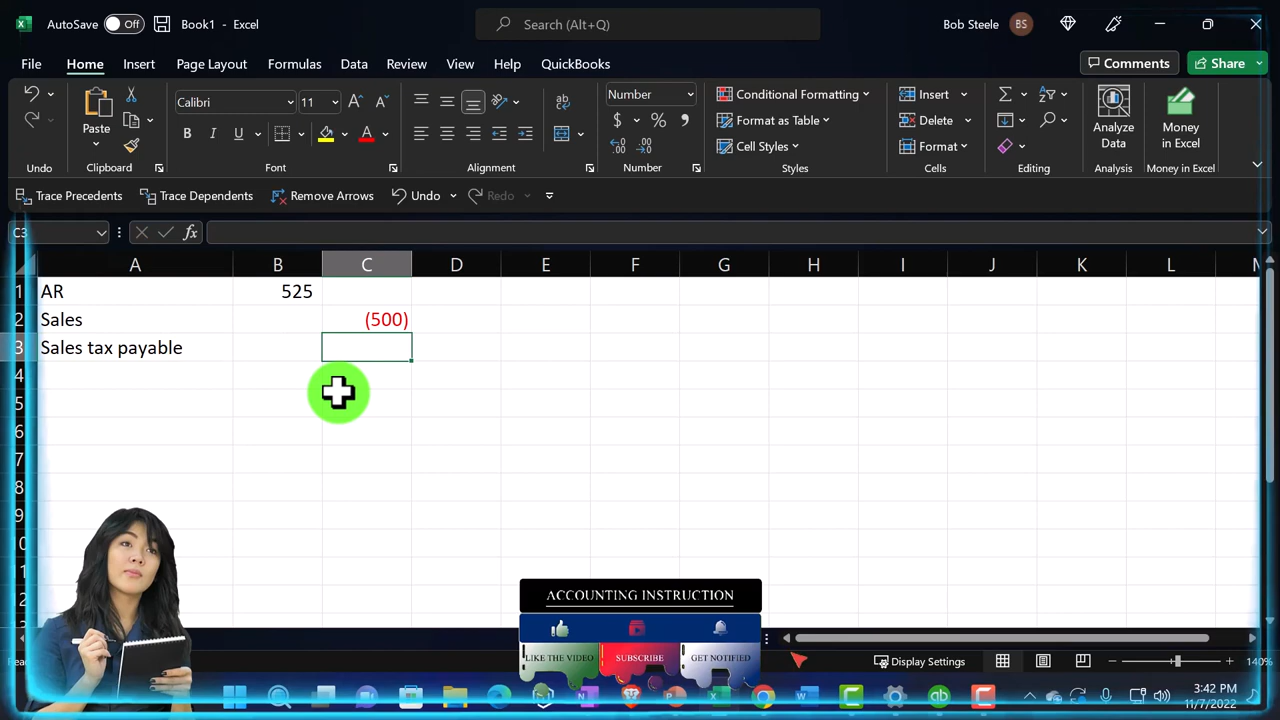 AutoSave Off Book1 - Excel Search (Alt+Q) Bob Steele BS
File Home Insert Page Layout Formulas Data Review View Help QuickBooks Comments Share
Calibri 11 Number Conditional Formatting Insert
Paste $ % , Format as Table Delete Analyze Data Money in Excel
B I U A Cell Styles Format
Undo Clipboard Font Alignment Number Styles Cells Editing Analysis Money in Excel
Trace Precedents Trace Dependents Remove Arrows Undo Redo
C3 fx
A B C D E F G H I J K L M
1 AR 525
2 Sales (500)
3 Sales tax payable
4
5
6
7
8
9
0
1
2
ACCOUNTING INSTRUCTION
LIKE THE VIDEO SUBSCRIBE GET NOTIFIED
Display Settings 140%
3:42 PM
11/7/2022